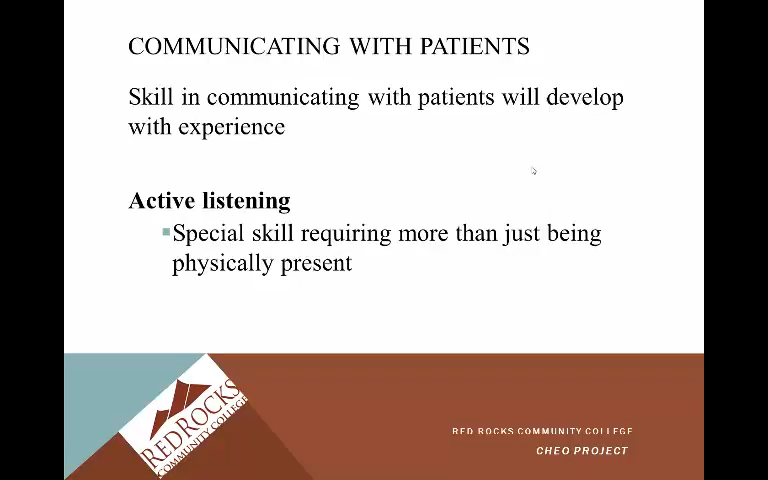 COMMUNICATING WITH PATIENTS
Skill in communicating with patients will develop
with experience
Active listening
Special skill requiring more than just being
physically present
RED ROCKS
COMMUNITY COLLEGE
RED ROCKS COMMUNITY COLLEGE
CHEO PROJECT